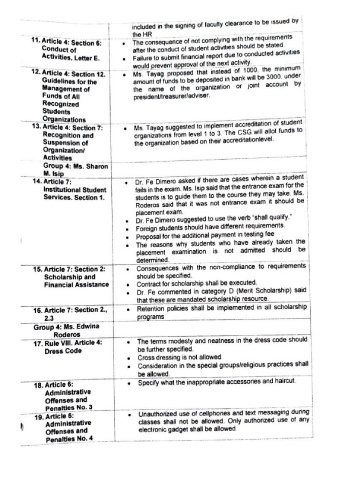 included in the signing of faculty clearance to be issued by
the HR
11. Article 4: Section 6:
Conduct of
Activities, Letter E.
• The consequence of not complying with the requirements
after the conduct of student activities should be stated.
• Failure to submit financial report due to conducted activities
would prevent approval of the next activity.
12. Article 4: Section 12.
Guidelines for the
Management of
Funds of All
Recognized
Students
Organizations
• Ms. Tayag proposed that instead of 1000, the minimum
amount of funds to be deposited in bank will be 3000, under
the name of the organization or joint account by
president/treasurer/adviser.
13. Article 4: Section 7:
Recognition and
Suspension of
Organization/
Activities
• Ms. Tayag suggested to implement accreditation of student
organizations from level 1 to 3. The CSG will allot funds to
the organization based on their accreditationlevel.
Group 4: Ms. Sharon
M. Isip
14. Article 7:
Institutional Student
Services. Section 1.
• Dr. Fe Dimero asked if there are cases wherein a student
fails in the exam. Ms. Isip said that the entrance exam for the
students is to guide them to the course they may take. Ms.
Roderos said that it was not entrance exam it should be
placement exam.
• Dr. Fe Dimero suggested to use the verb "shall qualify."
• Foreign students should have different requirements.
• Proposal for the additional payment in testing fee
• The reasons why students who have already taken the
placement examination is not admitted should be
determined.
15. Article 7: Section 2:
Scholarship and
Financial Assistance
• Consequences with the non-compliance to requirements
should be specified.
• Contract for scholarship shall be executed.
• Dr. Fe commented in category D (Merit Scholarship) said
that these are mandated scholarship resource.
16. Article 7: Section 2.,
2.3
• Retention policies shall be implemented in all scholarship
programs
Group 4: Ms. Edwina
Roderos
17. Rule VIII. Article 4:
Dress Code
• The terms modesty and neatness in the dress code should
be further specified.
• Cross dressing is not allowed
• Consideration in the special groups/religious practices shall
be allowed.
18. Article 6:
Administrative
Offenses and
Penalties No. 3
• Specify what the inappropriate accessories and haircut.
19. Article 6:
Administrative
Offenses and
Penalties No. 4
• Unauthorized use of cellphones and text messaging during
classes shall not be allowed. Only authorized use of any
electronic gadget shall be allowed.